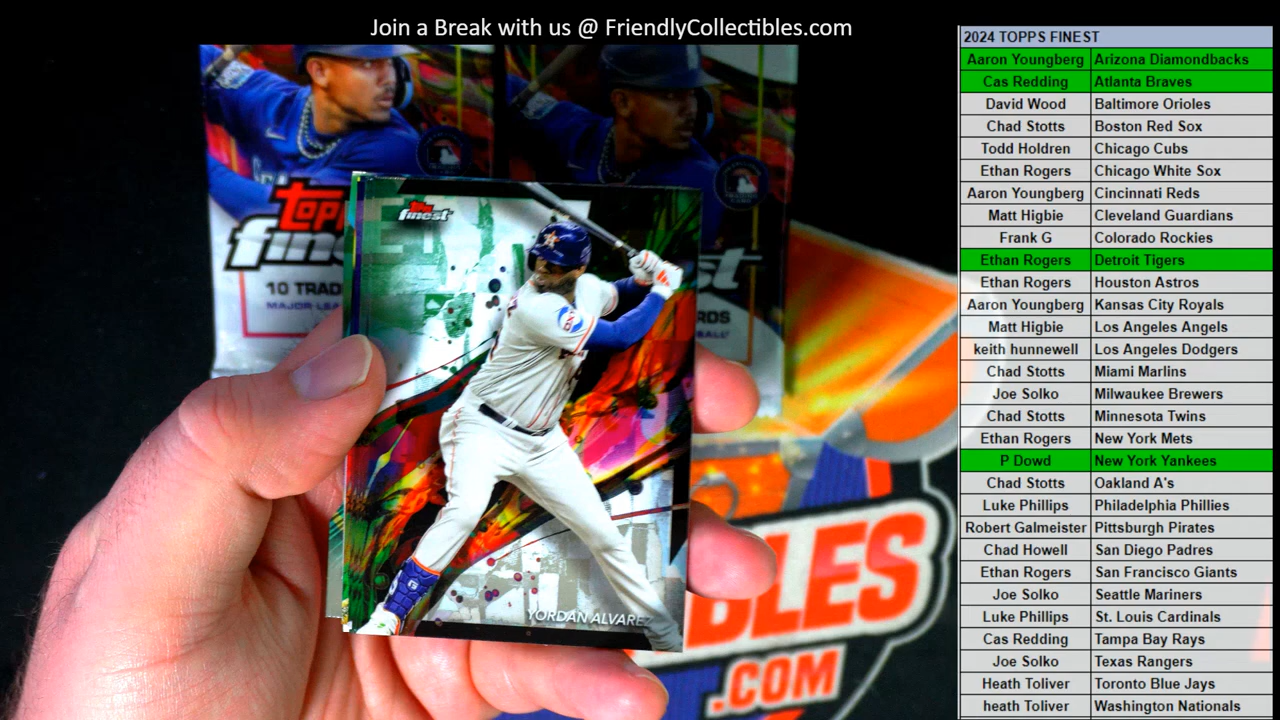 Join a Break with us @ FriendlyCollectibles.com
2024 TOPPS FINEST
Aaron Youngberg Arizona Diamondbacks
Cas Redding Atlanta Braves
David Wood Baltimore Orioles
Chad Stotts Boston Red Sox
Todd Holdren Chicago Cubs
Ethan Rogers Chicago White Sox
Aaron Youngberg Cincinnati Reds
Matt Higbie Cleveland Guardians
Frank G Colorado Rockies
Ethan Rogers Detroit Tigers
Ethan Rogers Houston Astros
Aaron Youngberg Kansas City Royals
Matt Higbie Los Angeles Angels
keith hunnewell Los Angeles Dodgers
Chad Stotts Miami Marlins
Joe Solko Milwaukee Brewers
Chad Stotts Minnesota Twins
Ethan Rogers New York Mets
P Dowd New York Yankees
Chad Stotts Oakland A's
Luke Phillips Philadelphia Phillies
Robert Galmeister Pittsburgh Pirates
Chad Howell San Diego Padres
Ethan Rogers San Francisco Giants
Joe Solko Seattle Mariners
Luke Phillips St. Louis Cardinals
Cas Redding Tampa Bay Rays
Joe Solko Texas Rangers
Heath Toliver Toronto Blue Jays
heath Toliver Washington Nationals
Topps
finest
YORDAN ALVAREZ
10 TRAD
MAJOR LEA
st
RDS
BALL
BLES
.COM